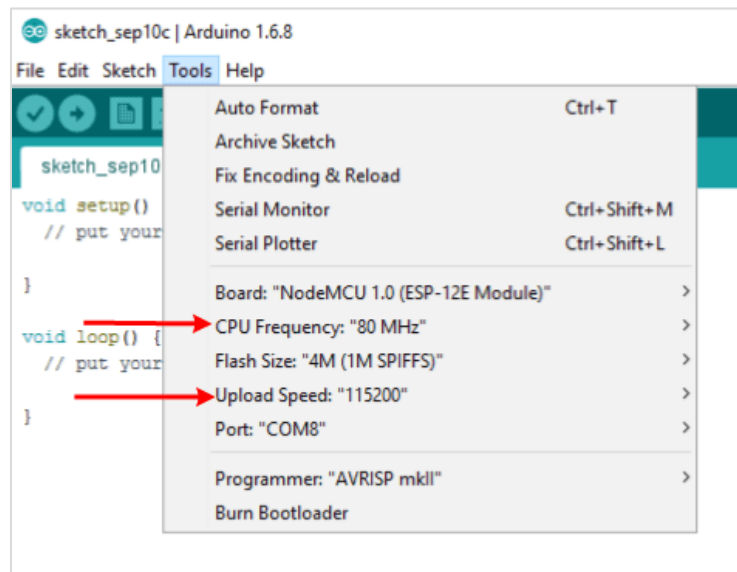 sketch_sep10c | Arduino 1.6.8
File Edit Sketch Tools Help
sketch_sep10
void setup()
// put your
}
void loop() {
// put your
}
Auto Format Ctrl+T
Archive Sketch
Fix Encoding & Reload
Serial Monitor Ctrl+Shift+M
Serial Plotter Ctrl+Shift+L
Board: "NodeMCU 1.0 (ESP-12E Module)"
CPU Frequency: "80 MHz"
Flash Size: "4M (1M SPIFFS)"
Upload Speed: "115200"
Port: "COM8"
Programmer: "AVRISP mkII"
Burn Bootloader